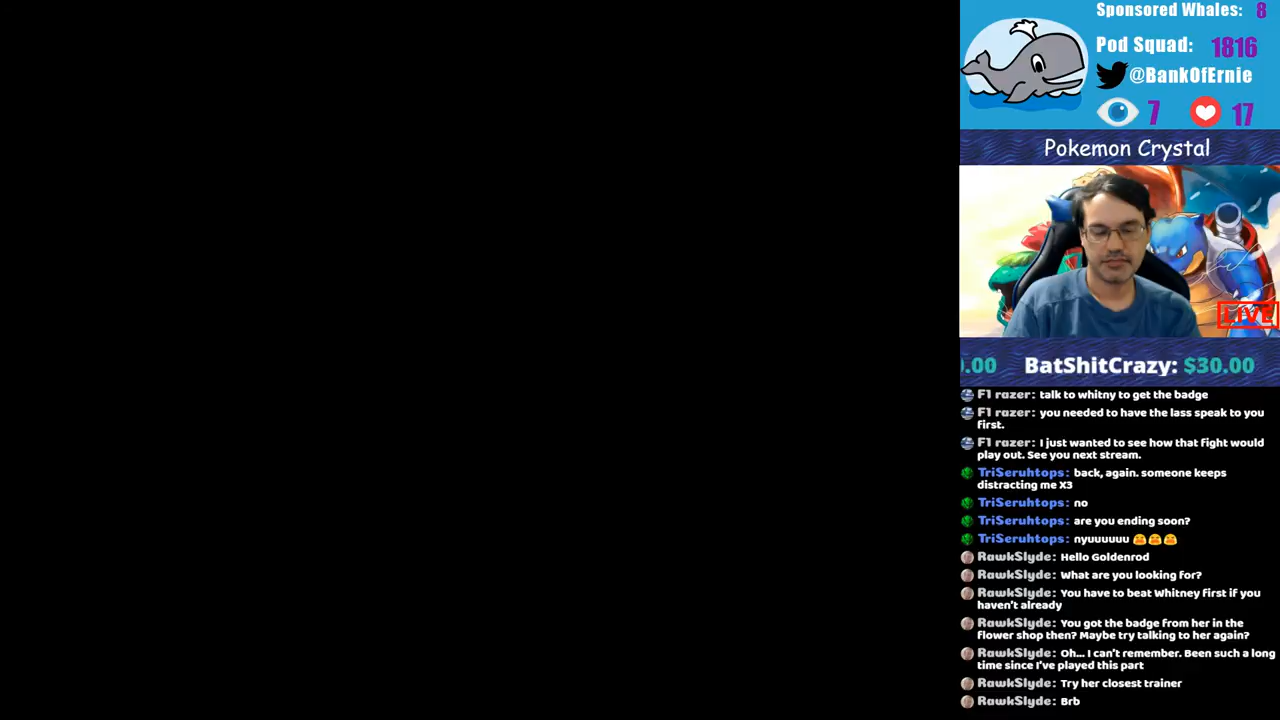 Sponsored Whales: 8
Pod Squad: 1816
@BankOfErnie
7 17
Pokemon Crystal
LIVE
0.00 BatShitCrazy: $30.00
F1 razer: talk to whitny to get the badge
F1 razer: you needed to have the lass speak to you
first.
F1 razer: I just wanted to see how that fight would
play out. See you next stream.
TriSeruhtops: back, again. someone keeps
distracting me X3
TriSeruhtops: no
TriSeruhtops: are you ending soon?
TriSeruhtops: nyuuuuuu
RawkSlyde: Hello Goldenrod
RawkSlyde: What are you looking for?
RawkSlyde: You have to beat Whitney first if you
haven't already
RawkSlyde: You got the badge from her in the
flower shop then? Maybe try talking to her again?
RawkSlyde: Oh... I can't remember. Been such a long
time since I've played this part
RawkSlyde: Try her closest trainer
RawkSlyde: Brb